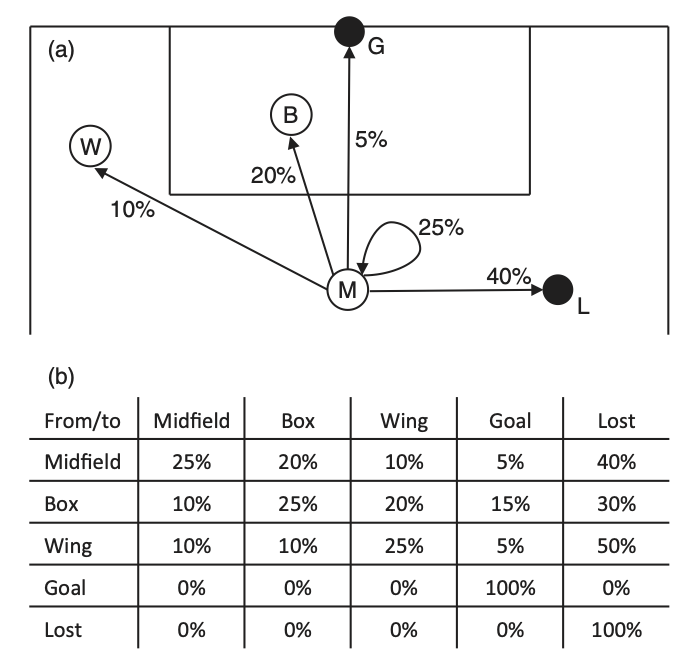 (a)
G
B
W
5%
20%
10%
25%
M
40%
L
(b)
From/to Midfield Box Wing Goal Lost
Midfield 25% 20% 10% 5% 40%
Box 10% 25% 20% 15% 30%
Wing 10% 10% 25% 5% 50%
Goal 0% 0% 0% 100% 0%
Lost 0% 0% 0% 0% 100%